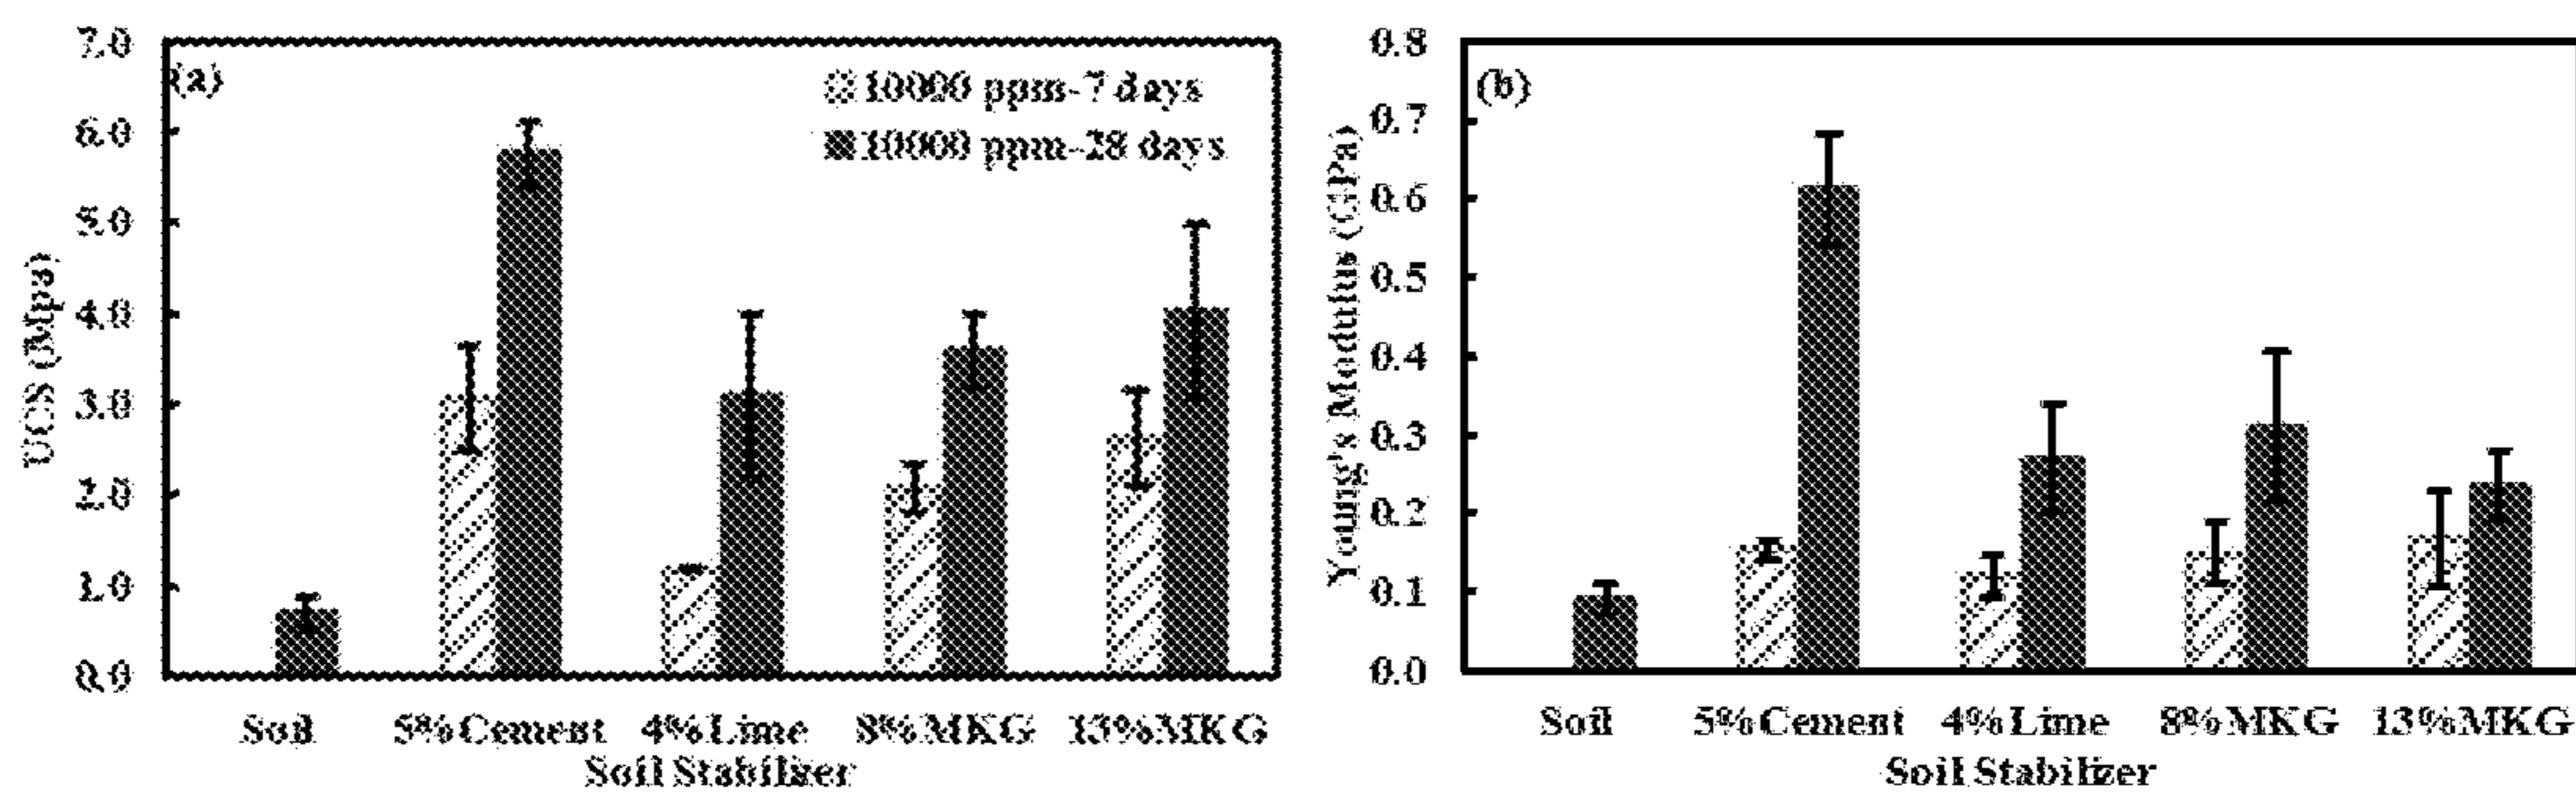 (a)
10000 ppm-7 days
10000 ppm-28 days
UCS (Mpa)
7.0
6.0
5.0
4.0
3.0
2.0
1.0
0.0
Soil 5%Cement 4%Lime 8%MKG 13%MKG
Soil Stabilizer
(b)
Young's Modulus (GPa)
0.8
0.7
0.6
0.5
0.4
0.3
0.2
0.1
0.0
Soil 5%Cement 4%Lime 8%MKG 13%MKG
Soil Stabilizer